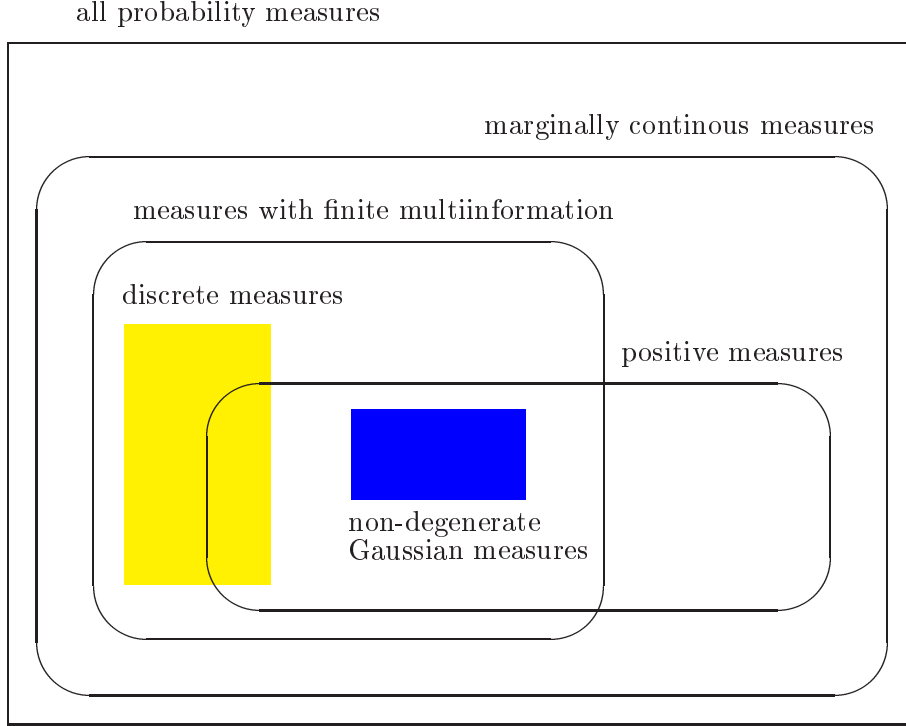 all probability measures
marginally continous measures
measures with finite multiinformation
discrete measures
positive measures
non-degenerate
Gaussian measures